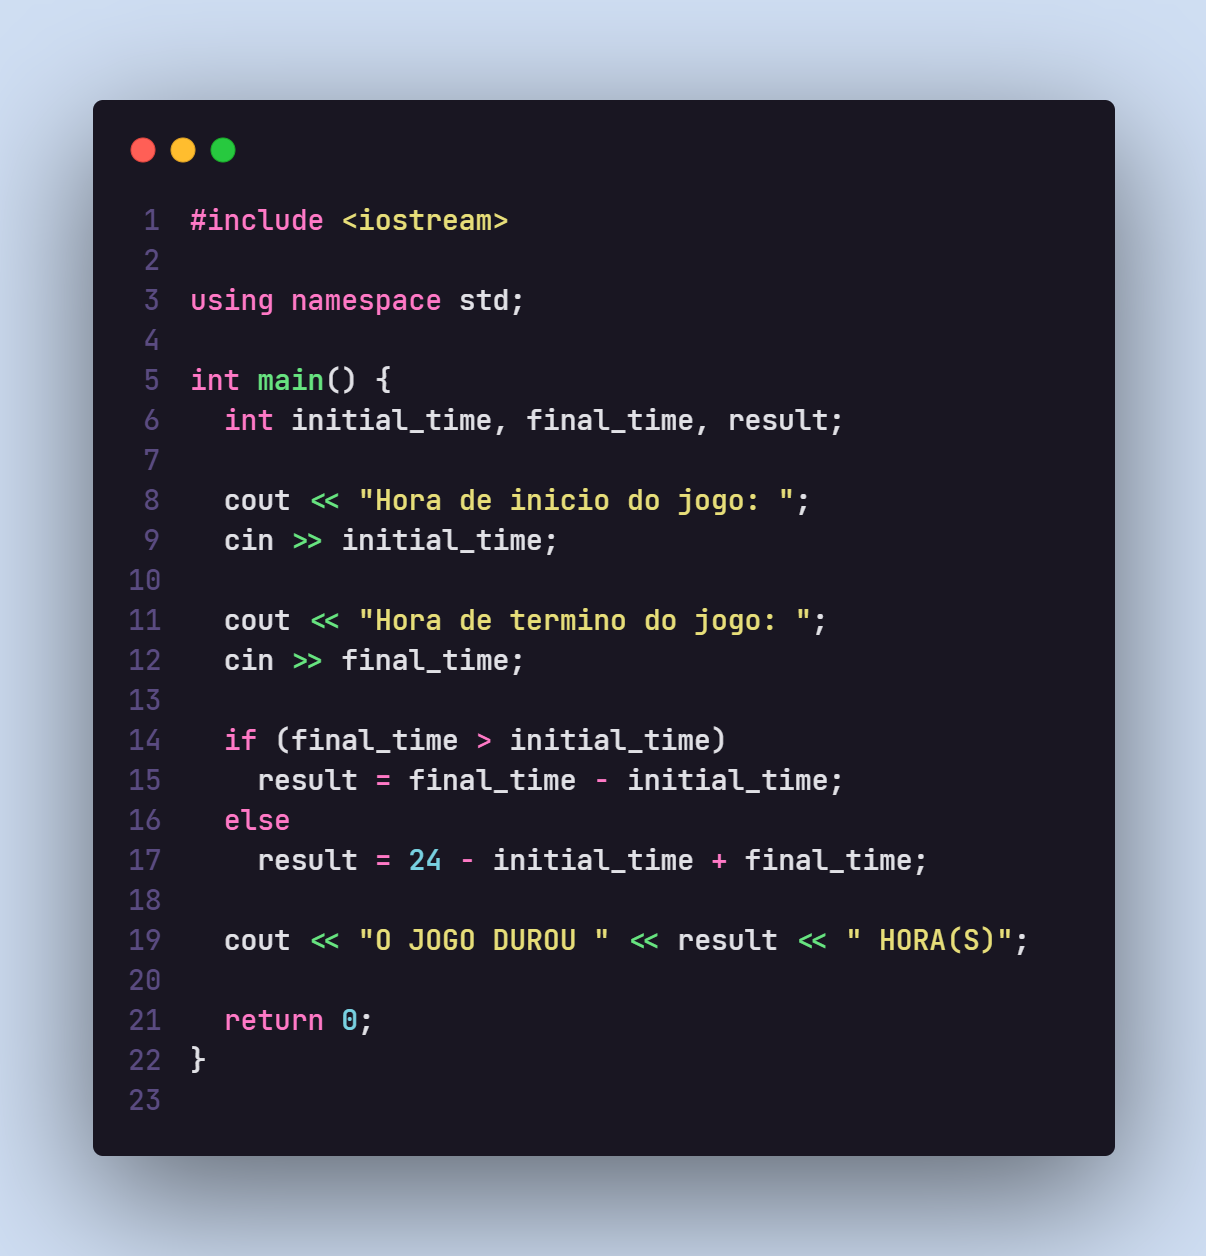 1 #include <iostream>
2
3 using namespace std;
4
5 int main() {
6   int initial_time, final_time, result;
7
8   cout << "Hora de inicio do jogo: ";
9   cin >> initial_time;
10
11   cout << "Hora de termino do jogo: ";
12   cin >> final_time;
13
14   if (final_time > initial_time)
15     result = final_time - initial_time;
16   else
17     result = 24 - initial_time + final_time;
18
19   cout << "O JOGO DUROU " << result << " HORA(S)";
20
21   return 0;
22 }
23